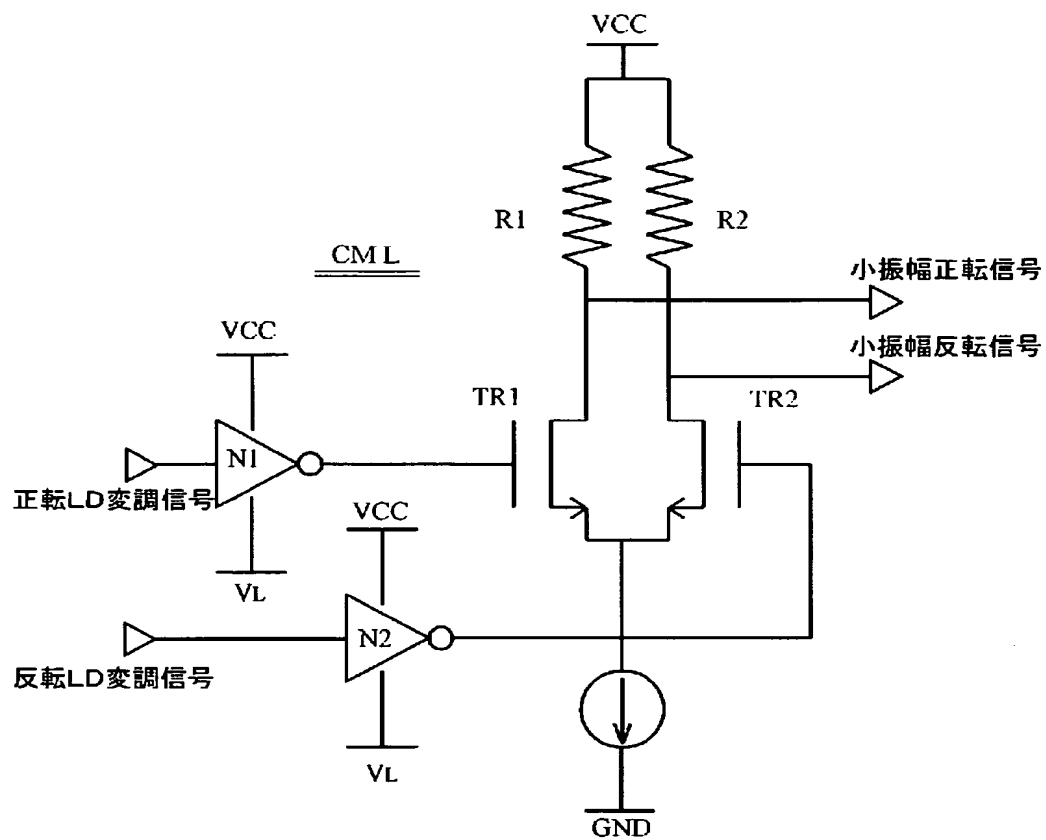 VCC
R1
R2
CML
小振幅正転信号
VCC
小振幅反転信号
TR1
TR2
N1
正転LD変調信号
VCC
VL
N2
反転LD変調信号
VL
GND